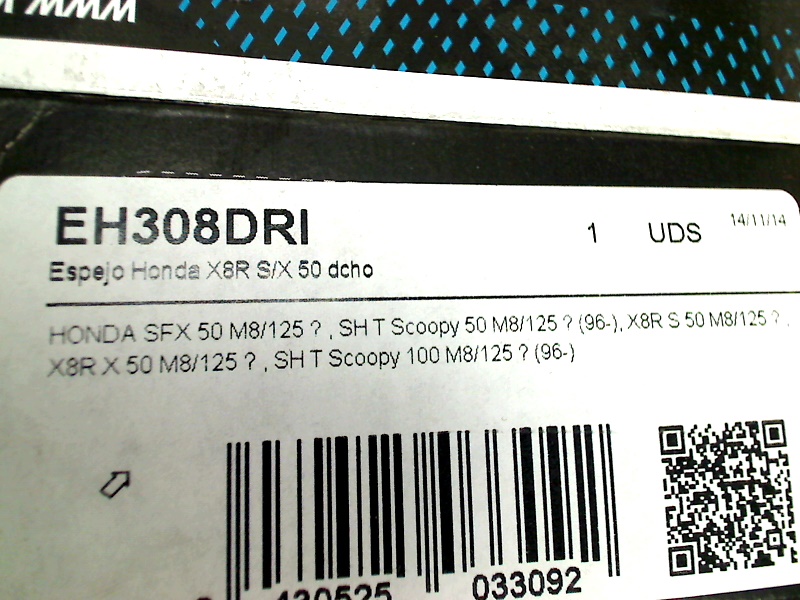 EH308DRI 1 UDS 14/11/14
Espejo Honda X8R S/X 50 dcho
HONDA SFX 50 M8/125 ? , SH T Scoopy 50 M8/125 ? (96-), X8R S 50 M8/125 ? ,
X8R X 50 M8/125 ? , SH T Scoopy 100 M8/125 ? (96-)
430525 033092